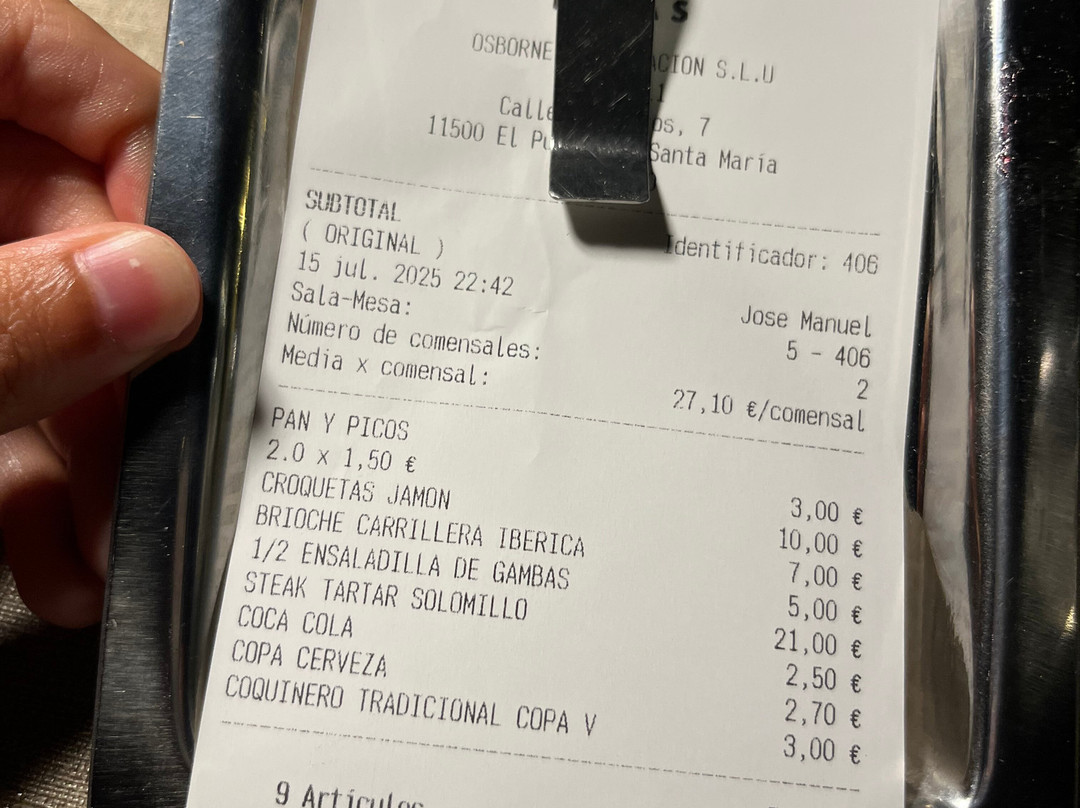 S
OSBORNE ACION S.L.U
1
Calle os, 7
11500 El Pu Santa María
SUBTOTAL
( ORIGINAL ) Identificador: 406
15 jul. 2025 22:42
Sala-Mesa: Jose Manuel
Número de comensales: 5 - 406
Media x comensal: 2
27,10 €/comensal
PAN Y PICOS
2.0 x 1,50 € 3,00 €
CROQUETAS JAMON 10,00 €
BRIOCHE CARRILLERA IBERICA 7,00 €
1/2 ENSALADILLA DE GAMBAS 5,00 €
STEAK TARTAR SOLOMILLO 21,00 €
COCA COLA 2,50 €
COPA CERVEZA 2,70 €
COQUINERO TRADICIONAL COPA V 3,00 €
9 Artículos